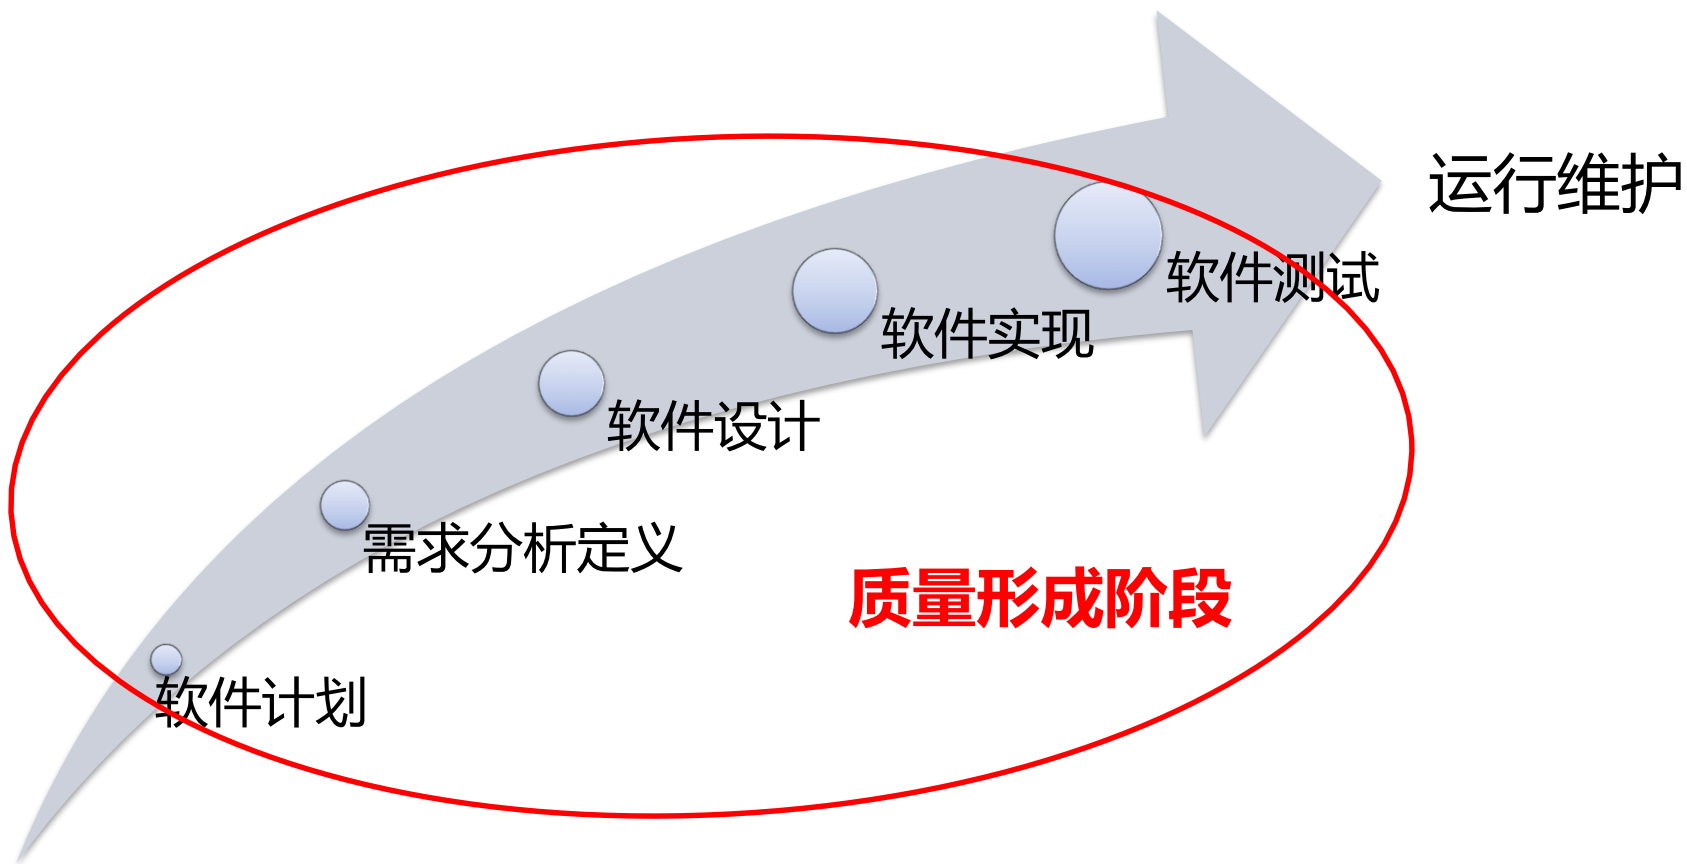 运行维护
软件测试
软件实现
软件设计
需求分析定义
质量形成阶段
软件计划